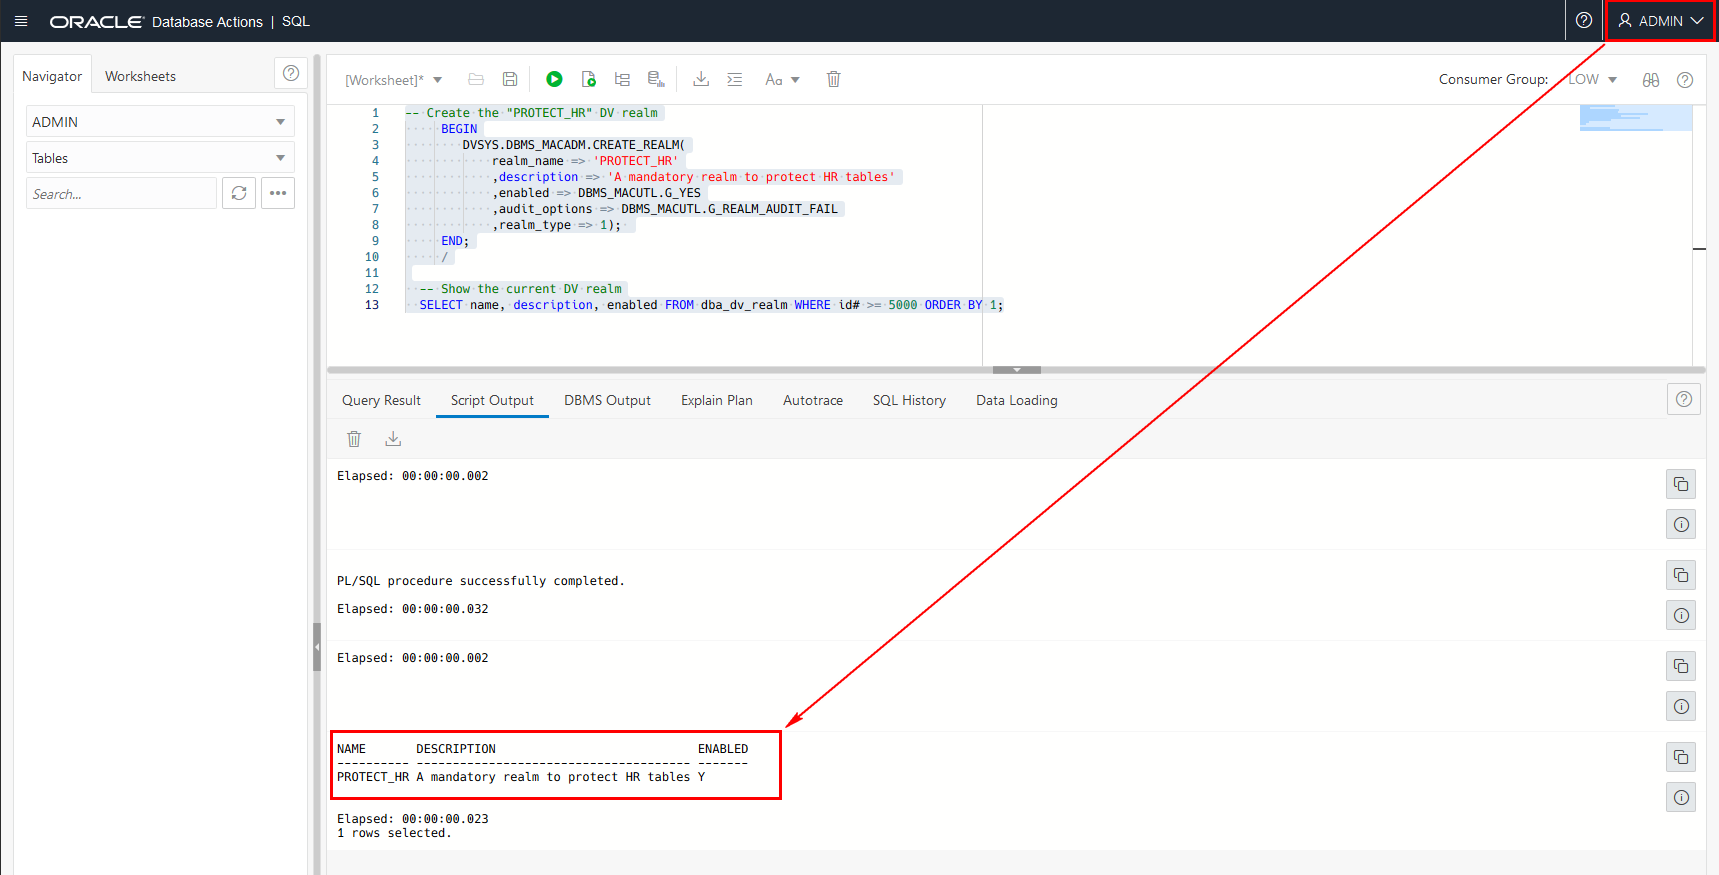 ORACLE Database Actions | SQL
ADMIN
Navigator
Worksheets
ADMIN
Tables
Search...
[Worksheet]*
Aa
Consumer Group: LOW
1 -- Create the "PROTECT_HR" DV realm
2 BEGIN
3 DVSYS.DBMS_MACADM.CREATE_REALM(
4 realm_name => 'PROTECT_HR'
5 ,description => 'A mandatory realm to protect HR tables'
6 ,enabled => DBMS_MACUTL.G_YES
7 ,audit_options => DBMS_MACUTL.G_REALM_AUDIT_FAIL
8 ,realm_type => 1);
9 END;
10 /
11
12 -- Show the current DV realm
13 SELECT name, description, enabled FROM dba_dv_realm WHERE id# >= 5000 ORDER BY 1;
Query Result
Script Output
DBMS Output
Explain Plan
Autotrace
SQL History
Data Loading
Elapsed: 00:00:00.002
PL/SQL procedure successfully completed.
Elapsed: 00:00:00.032
Elapsed: 00:00:00.002
NAME DESCRIPTION ENABLED
---------- -------------------------------------- -------
PROTECT_HR A mandatory realm to protect HR tables Y
Elapsed: 00:00:00.023
1 rows selected.